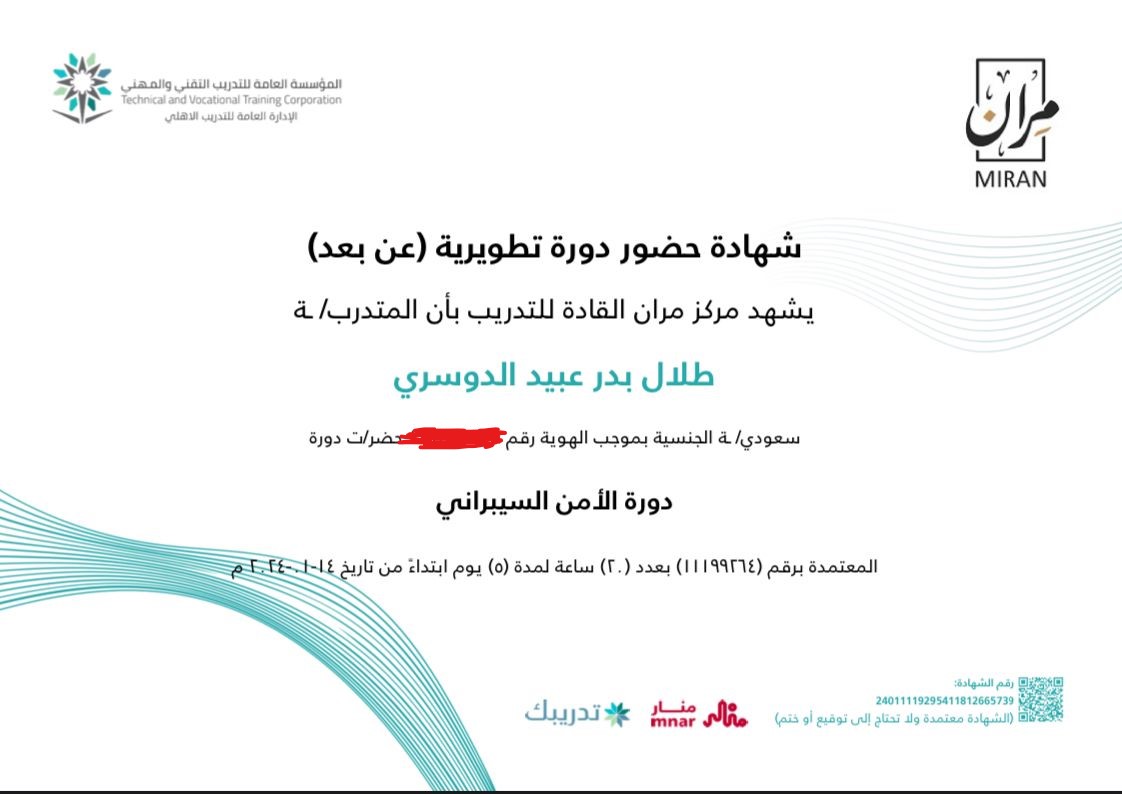 المؤسسة العامة للتدريب التقني والمهني
Technical and Vocational Training Corporation
الإدارة العامة للتدريب الاهلي
مران
MIRAN
شهادة حضور دورة تطويرية (عن بعد)
يشهد مركز مران القادة للتدريب بأن المتدرب/ ـة
طلال بدر عبيد الدوسري
سعودي/ ـة الجنسية بموجب الهوية رقم حضر/ت دورة
دورة الأمن السيبراني
المعتمدة برقم (١١١٩٩٢٦٤) بعدد (٢٠) ساعة لمدة (٥) يوم ابتداءً من تاريخ ١٤-٠١-٢٠٢٤ م
رقم الشهادة:
24011119295411812665739
(الشهادة معتمدة ولا تحتاج إلى توقيع أو ختم)
منار
mnar
تدريبك